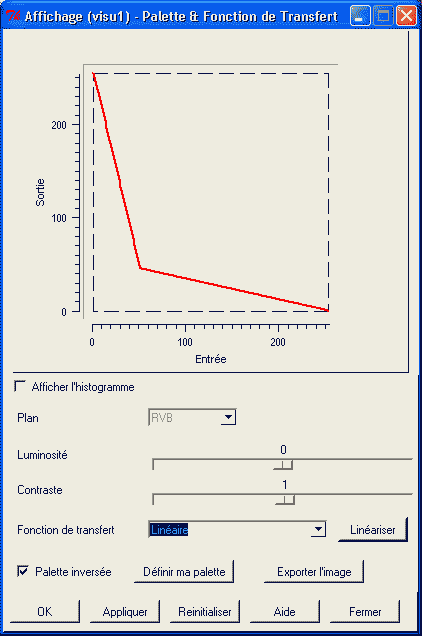 Affichage (visu1) - Palette & Fonction de Transfert
200
Sortie
100
0
0 100 200
Entrée
Afficher l'histogramme
Plan RVB
0
Luminosité
1
Contraste
Fonction de transfert Linéaire Linéariser
Palette inversée Définir ma palette Exporter l'image
OK Appliquer Reinitialiser Aide Fermer